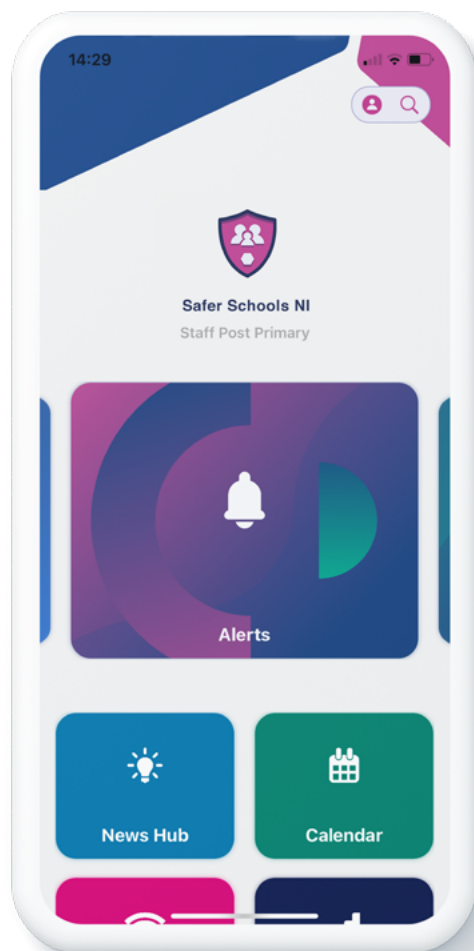 14:29
Safer Schools NI
Staff Post Primary
Alerts
News Hub
Calendar